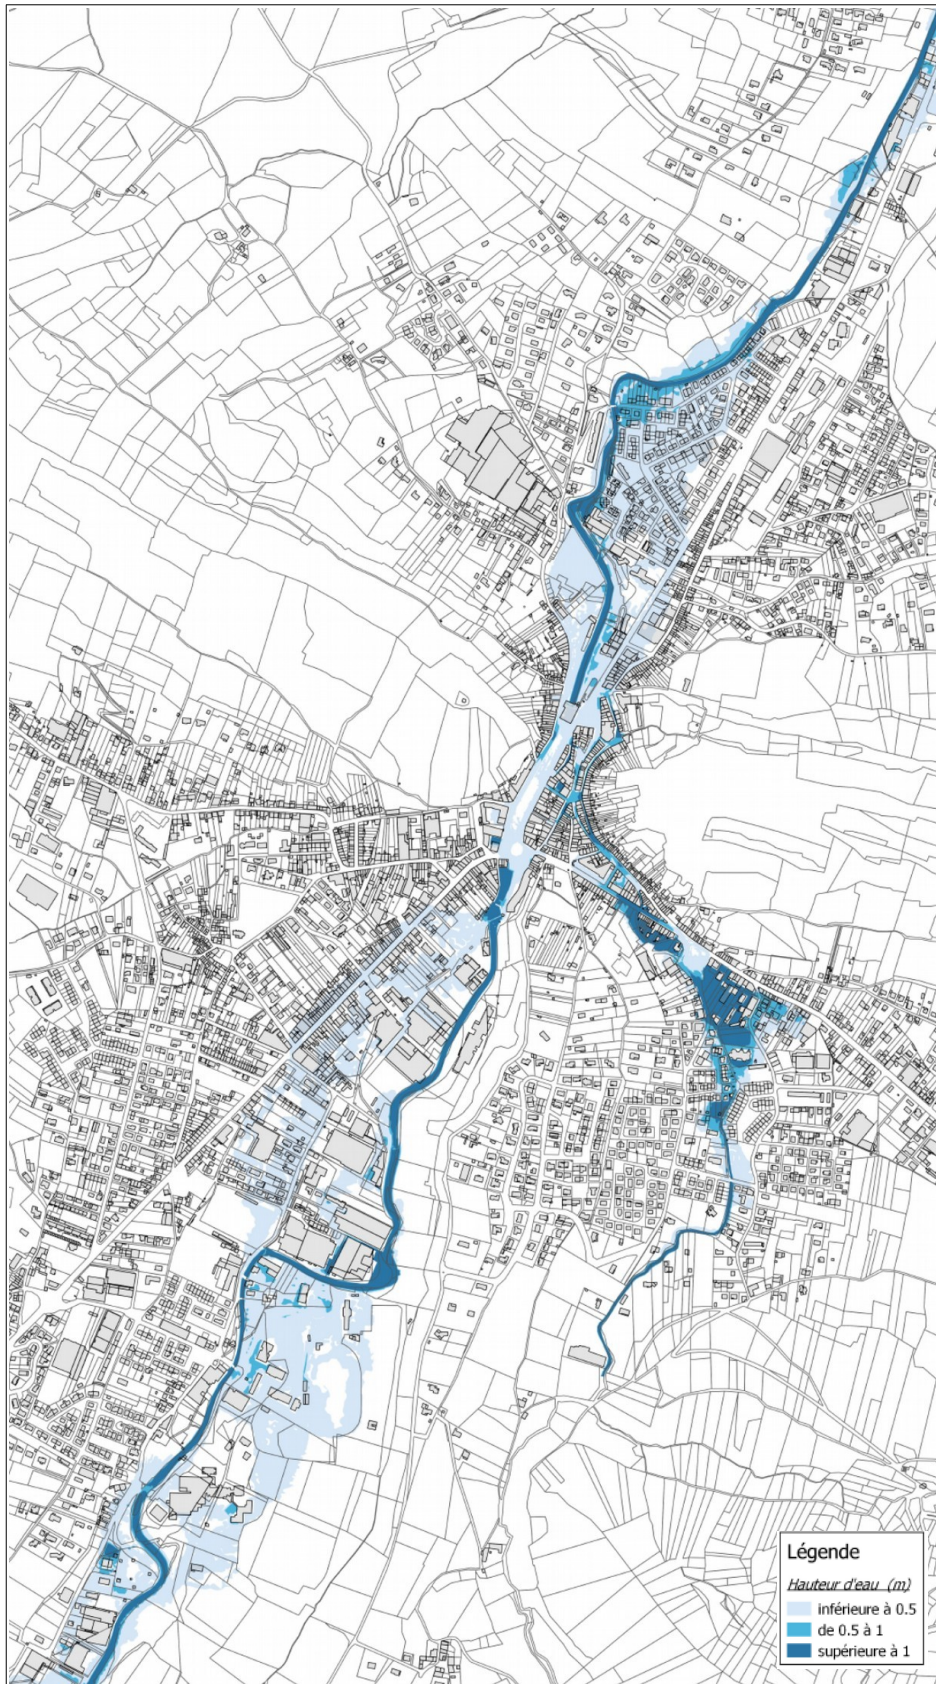 Légende
Hauteur d'eau (m)
inférieure à 0.5
de 0.5 à 1
supérieure à 1